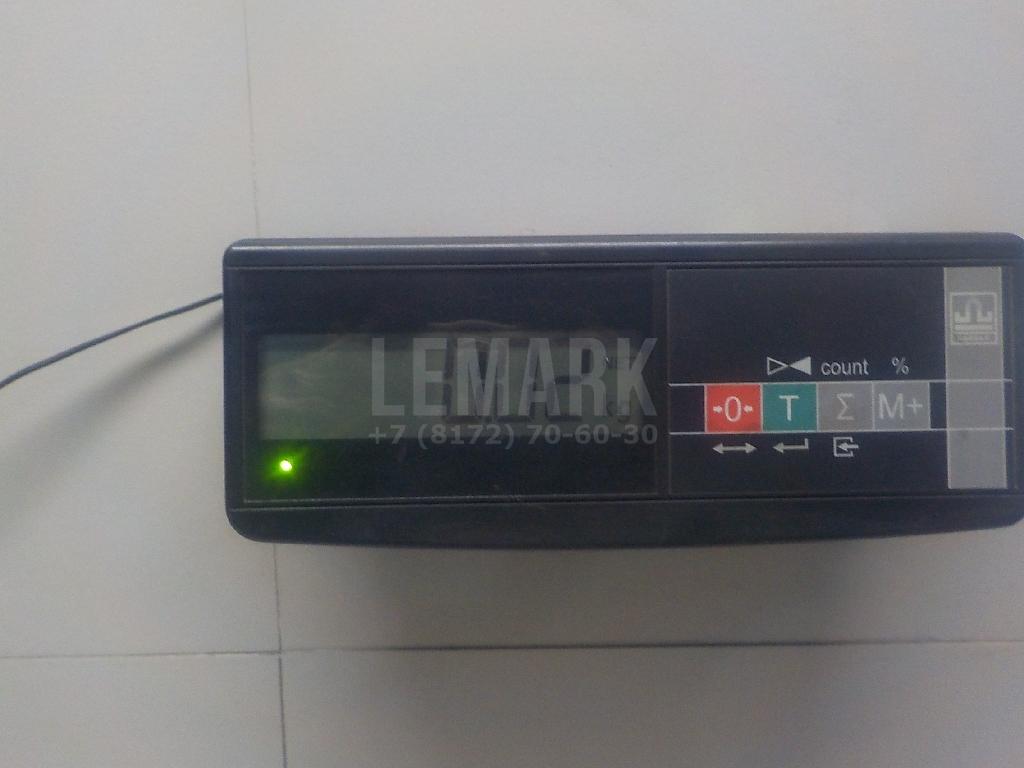 LEMARK
+7 (8172) 70-60-30
count %
→0← T Σ M+